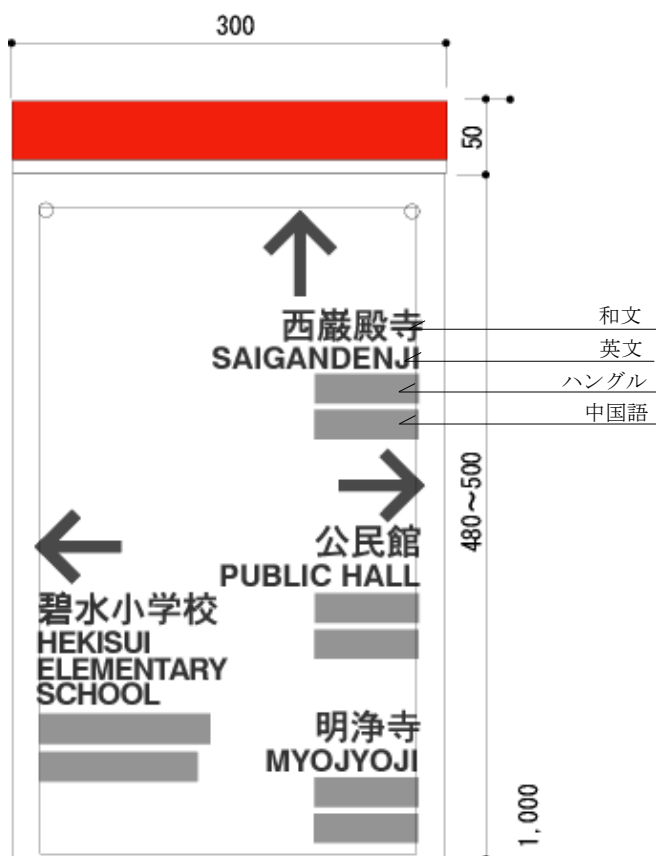 300
50
西巌殿寺
SAIGANDENJI
和文
英文
ハングル
中国語
480~500
公民館
PUBLIC HALL
碧水小学校
HEKISUI
ELEMENTARY
SCHOOL
明浄寺
MYOJYOJI
1,000